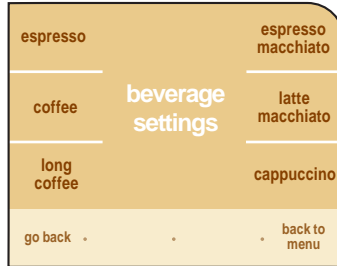 espresso
espresso
macchiato
beverage
settings
coffee
latte
macchiato
long
coffee
cappuccino
go back
back to
menu